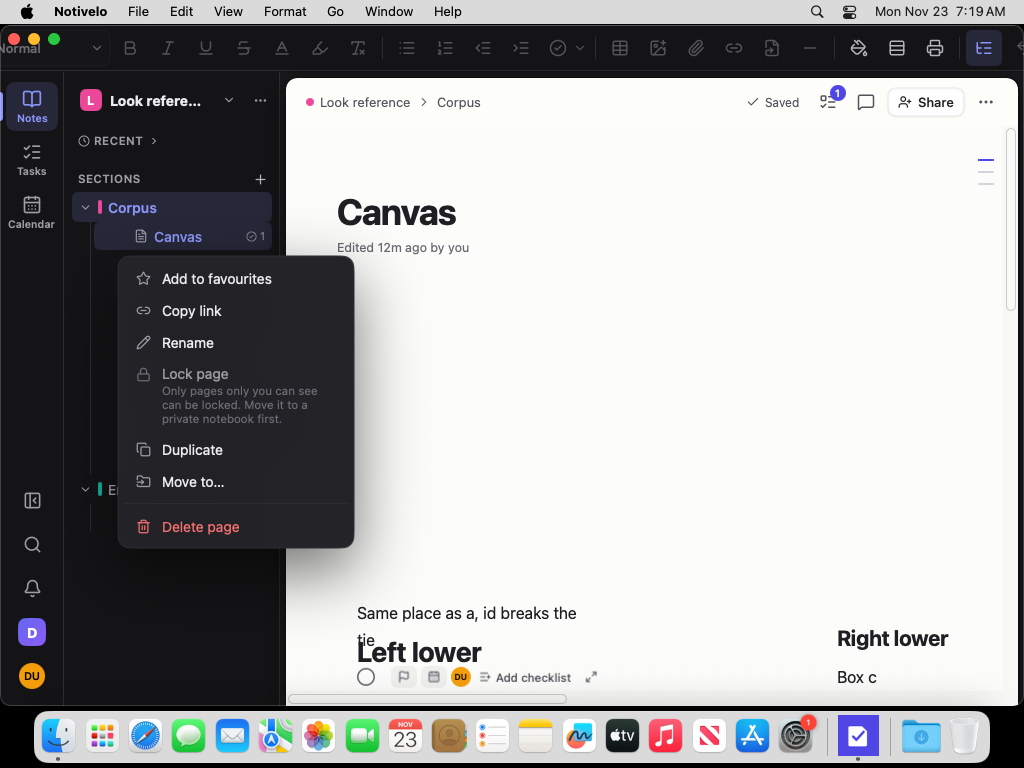 Notivelo File Edit View Format Go Window Help Mon Nov 23 7:19 AM
Normal
L Look refere...
Look reference > Corpus
Saved
1
Share
Notes
RECENT
Tasks
SECTIONS
Calendar
Corpus
Canvas 1
Canvas
Edited 12m ago by you
Add to favourites
Copy link
Rename
Lock page
Only pages only you can see
can be locked. Move it to a
private notebook first.
Duplicate
Move to...
Delete page
Same place as a, id breaks the
tie
Left lower
Right lower
DU Add checklist
Box c
D
DU
NOV
23
tv
1